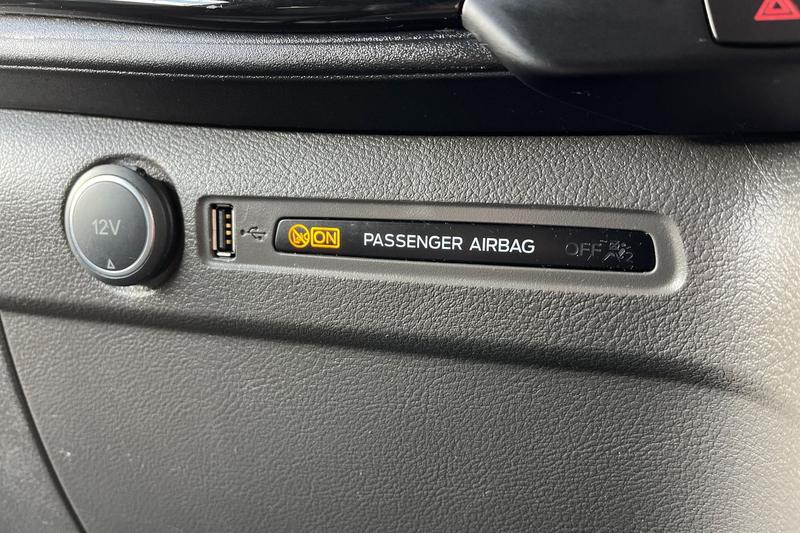 12V
ON PASSENGER AIRBAG OFF